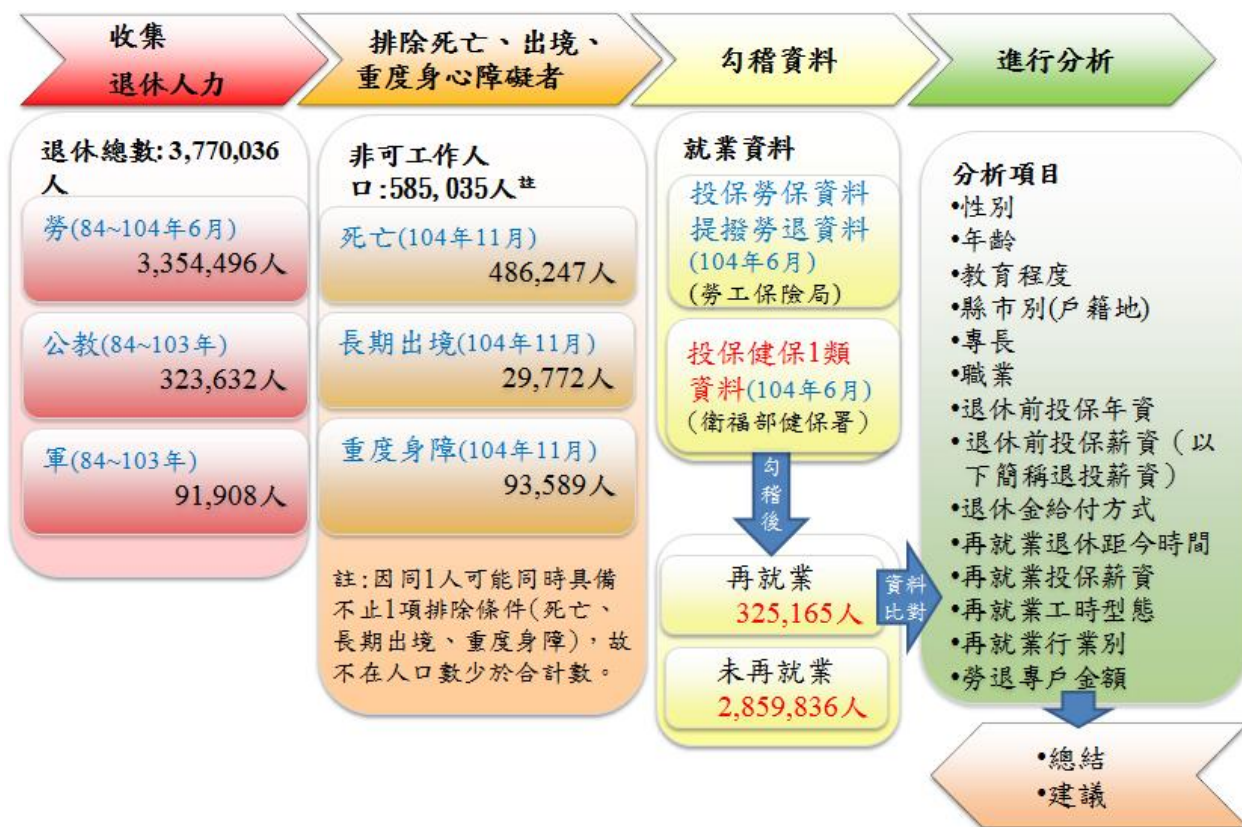 收集
退休人力
排除死亡、出境、
重度身心障礙者
勾稽資料
進行分析
退休總數:3,770,036
人
勞(84~104年6月)
3,354,496人
公教(84~103年)
323,632人
軍(84~103年)
91,908人
非可工作人
口:585,035人註
死亡(104年11月)
486,247人
長期出境(104年11月)
29,772人
重度身障(104年11月)
93,589人
註:因同1人可能同時具備
不止1項排除條件(死亡、
長期出境、重度身障)，故
不在人口數少於合計數。
就業資料
投保勞保資料
提撥勞退資料
(104年6月)
(勞工保險局)
投保健保1類
資料(104年6月)
（衛福部健保署）
勾稽後
再就業
325,165人
未再就業
2,859,836人
資料
比對
分析項目
•性別
•年齡
•教育程度
•縣市別(戶籍地)
•專長
•職業
•退休前投保年資
•退休前投保薪資（以
下簡稱退投薪資）
•退休金給付方式
•再就業退休距今時間
•再就業投保薪資
•再就業工時型態
•再就業行業別
•勞退專戶金額
•總結
•建議